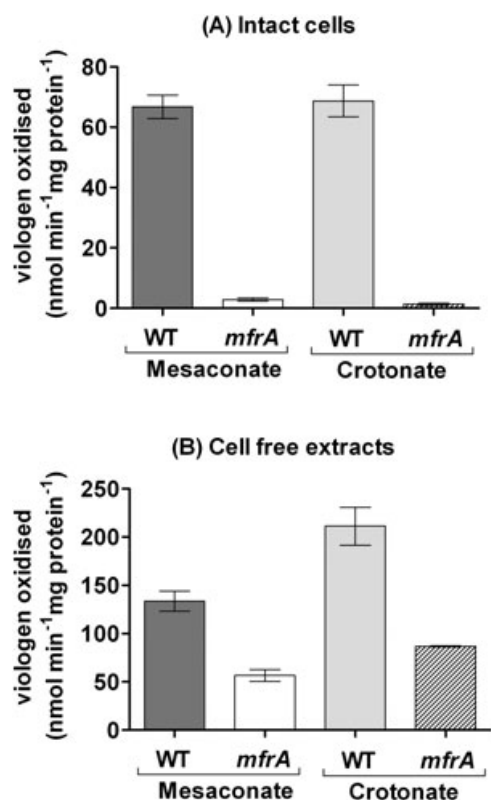 (A) Intact cells
viologen oxidised
(nmol min⁻¹mg protein⁻¹)
80
60
40
20
0
WT mfrA WT mfrA
Mesaconate Crotonate
(B) Cell free extracts
viologen oxidised
(nmol min⁻¹mg protein⁻¹)
250
200
150
100
50
0
WT mfrA WT mfrA
Mesaconate Crotonate